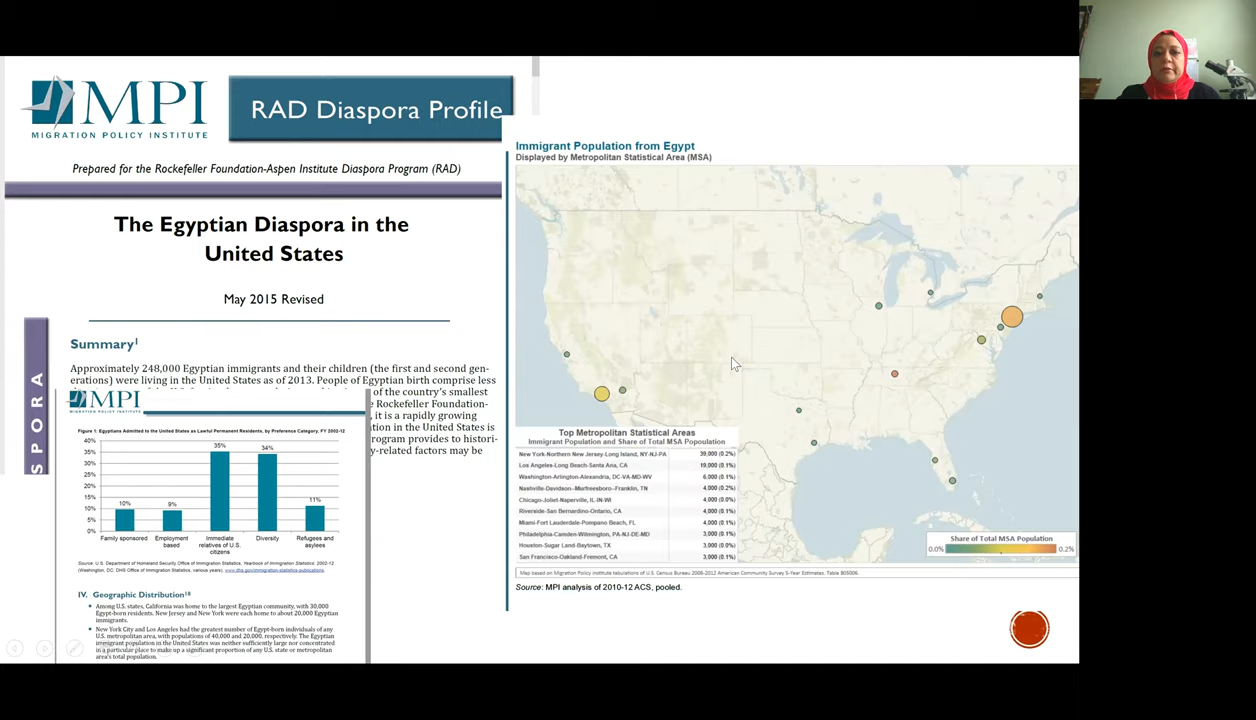 MPI
MIGRATION POLICY INSTITUTE
RAD Diaspora Profile
Prepared for the Rockefeller Foundation-Aspen Institute Diaspora Program (RAD)
The Egyptian Diaspora in the
United States
May 2015 Revised
SPORA
Summary1
Approximately 248,000 Egyptian immigrants and their children (the first and second gen-
erations) were living in the United States as of 2013. People of Egyptian birth comprise less
of the country's smallest
e Rockefeller Foundation-
, it is a rapidly growing
ation in the United States is
rogram provides to histori-
y-related factors may be
MPI
MIGRATION POLICY INSTITUTE
Figure 1: Egyptians Admitted to the United States as Lawful Permanent Residents, by Preference Category, FY 2002-12
40%
35%
30%
25%
20%
15%
10%
5%
0%
10%
9%
35%
34%
11%
Family sponsored
Employment based
Immediate relatives of U.S. citizens
Diversity
Refugees and asylees
Source: U.S. Department of Homeland Security Office of Immigration Statistics, Yearbook of Immigration Statistics: 2002-12
(Washington, DC: DHS Office of Immigration Statistics, various years), www.dhs.gov/immigration-statistics-publications.
IV. Geographic Distribution18
Among U.S. states, California was home to the largest Egyptian community, with 30,000
Egypt-born residents. New Jersey and New York were each home to about 20,000 Egyptian
immigrants.
New York City and Los Angeles had the greatest number of Egypt-born individuals of any
U.S. metropolitan area, with populations of 40,000 and 20,000, respectively. The Egyptian
immigrant population in the United States was neither sufficiently large nor concentrated
in a particular place to make up a significant proportion of any U.S. state or metropolitan
area's total population.
Immigrant Population from Egypt
Displayed by Metropolitan Statistical Area (MSA)
Top Metropolitan Statistical Areas
Immigrant Population and Share of Total MSA Population
New York-Northern New Jersey-Long Island, NY-NJ-PA 39,000 (0.2%)
Los Angeles-Long Beach-Santa Ana, CA 19,000 (0.1%)
Washington-Arlington-Alexandria, DC-VA-MD-WV 6,000 (0.1%)
Nashville-Davidson--Murfreesboro--Franklin, TN 4,000 (0.2%)
Chicago-Joliet-Naperville, IL-IN-WI 4,000 (0.0%)
Riverside-San Bernardino-Ontario, CA 4,000 (0.1%)
Miami-Fort Lauderdale-Pompano Beach, FL 4,000 (0.1%)
Philadelphia-Camden-Wilmington, PA-NJ-DE-MD 3,000 (0.1%)
Houston-Sugar Land-Baytown, TX 3,000 (0.0%)
San Francisco-Oakland-Fremont, CA 3,000 (0.1%)
Share of Total MSA Population
0.0% 0.2%
Map based on Migration Policy Institute tabulations of U.S. Census Bureau 2008-2012 American Community Survey 5-Year Estimates. Table B05006.
Source: MPI analysis of 2010-12 ACS, pooled.